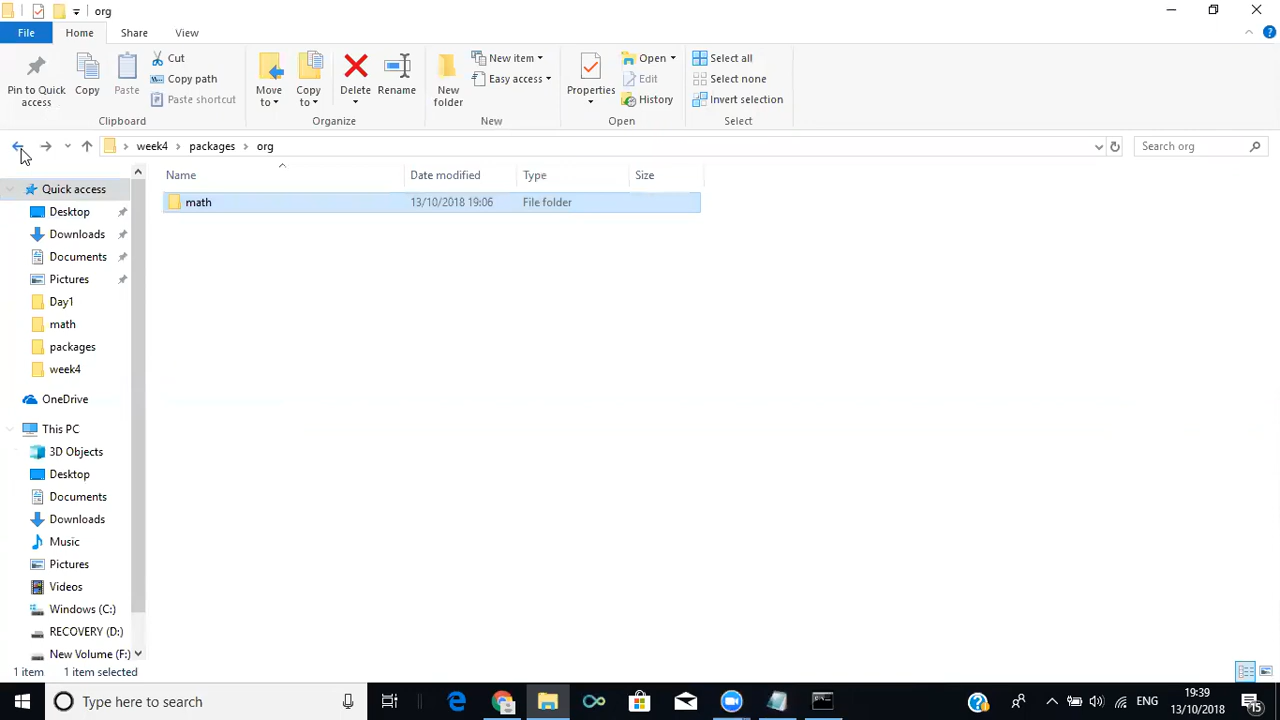 org
File Home Share View
Pin to Quick access
Copy
Paste
Cut
Copy path
Paste shortcut
Clipboard
Move to
Copy to
Delete
Rename
Organize
New folder
New item
Easy access
New
Properties
Open
Edit
History
Open
Select all
Select none
Invert selection
Select
week4 packages org
Search org
Name Date modified Type Size
math 13/10/2018 19:06 File folder
Quick access
Desktop
Downloads
Documents
Pictures
Day1
math
packages
week4
OneDrive
This PC
3D Objects
Desktop
Documents
Downloads
Music
Pictures
Videos
Windows (C:)
RECOVERY (D:)
New Volume (F:)
1 item 1 item selected
Type here to search
ENG
19:39
13/10/2018
15